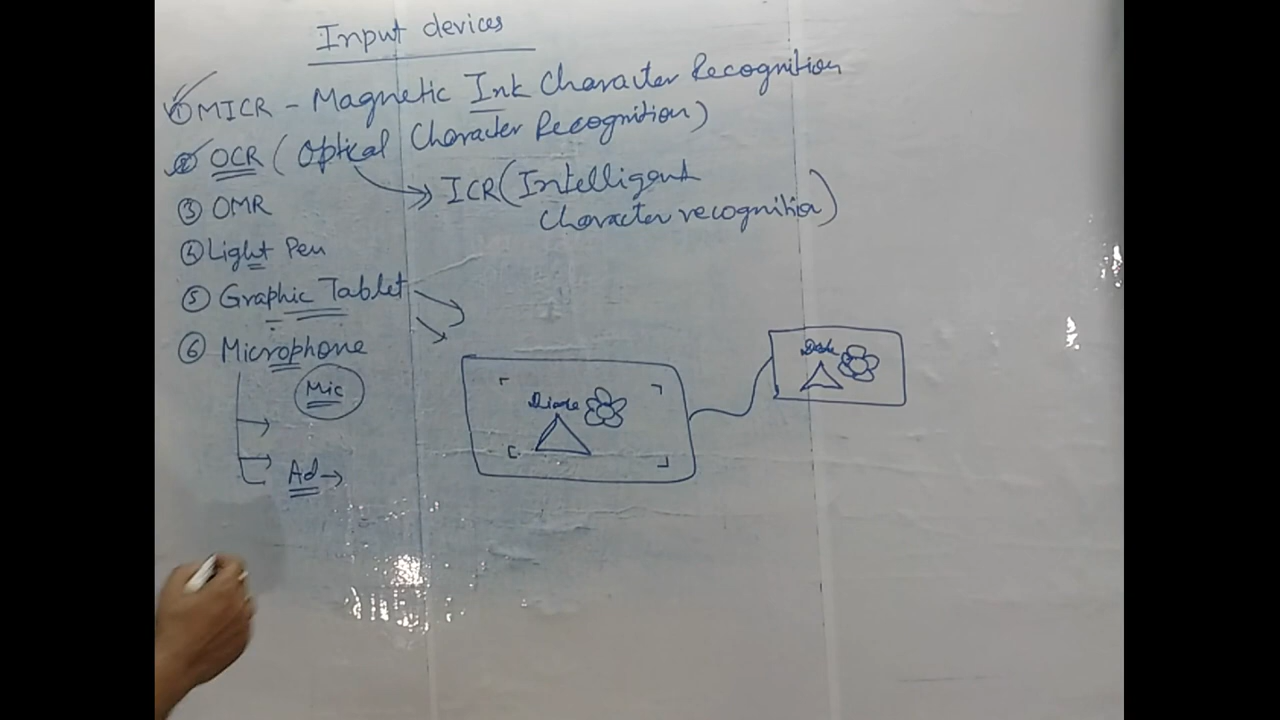 Input devices
① MICR - Magnetic Ink Character Recognition
② OCR (Optical Character Recognition)
ICR (Intelligent
character recognition)
③ OMR
④ Light Pen
⑤ Graphic Tablet
⑥ Microphone
Mic
Ad →